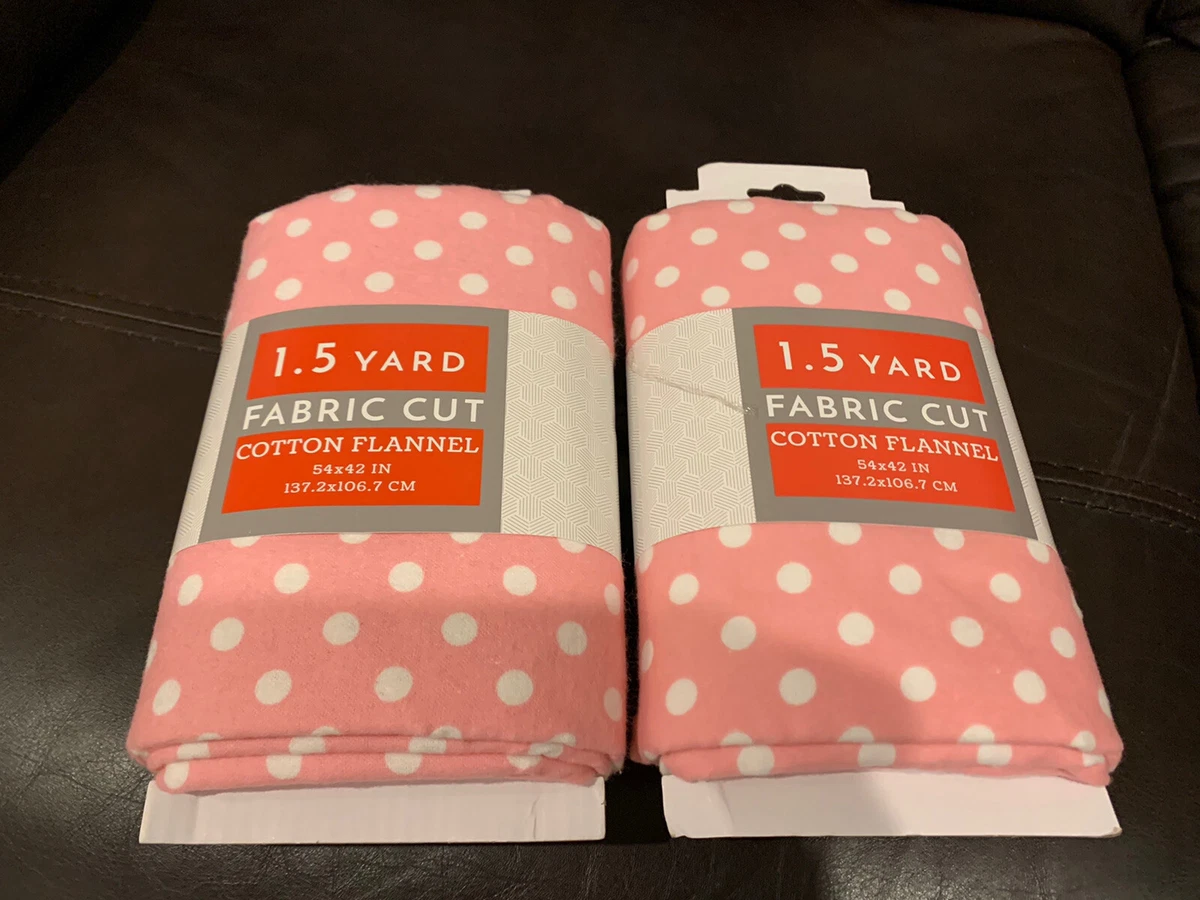 1.5 YARD
FABRIC CUT
COTTON FLANNEL
54x42 IN
137.2x106.7 CM
1.5 YARD
FABRIC CUT
COTTON FLANNEL
54x42 IN
137.2x106.7 CM